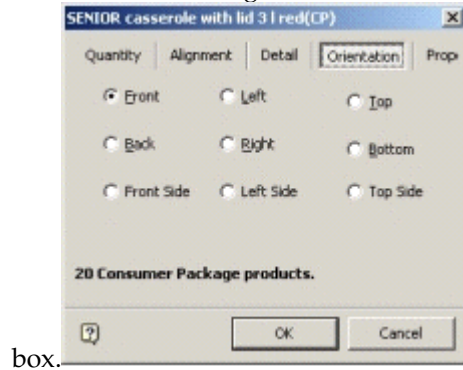 SENIOR casserole with lid 3 l red(CP)
Quantity Alignment Detail Orientation Prop
Front Left Top
Back Right Bottom
Front Side Left Side Top Side
20 Consumer Package products.
OK Cancel
box.